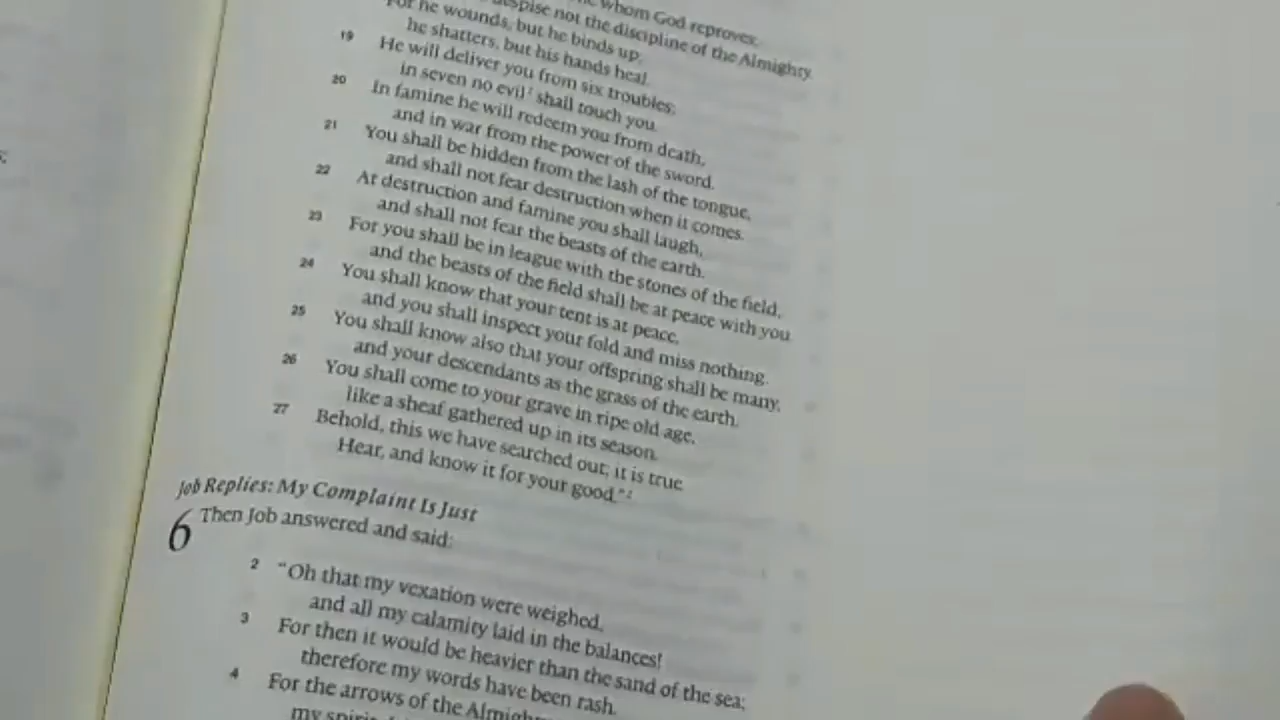 whom God reproves;
despise not the discipline of the Almighty.
For he wounds, but he binds up;
he shatters, but his hands heal.
19 He will deliver you from six troubles;
in seven no evil¹ shall touch you.
20 In famine he will redeem you from death,
and in war from the power of the sword.
21 You shall be hidden from the lash of the tongue,
and shall not fear destruction when it comes.
22 At destruction and famine you shall laugh,
and shall not fear the beasts of the earth.
23 For you shall be in league with the stones of the field,
and the beasts of the field shall be at peace with you.
24 You shall know that your tent is at peace,
and you shall inspect your fold and miss nothing.
25 You shall know also that your offspring shall be many,
and your descendants as the grass of the earth.
26 You shall come to your grave in ripe old age,
like a sheaf gathered up in its season.
27 Behold, this we have searched out; it is true.
Hear, and know it for your good."²
Job Replies: My Complaint Is Just
6 Then Job answered and said:
2 "Oh that my vexation were weighed,
and all my calamity laid in the balances!
3 For then it would be heavier than the sand of the sea;
therefore my words have been rash.
4 For the arrows of the
my